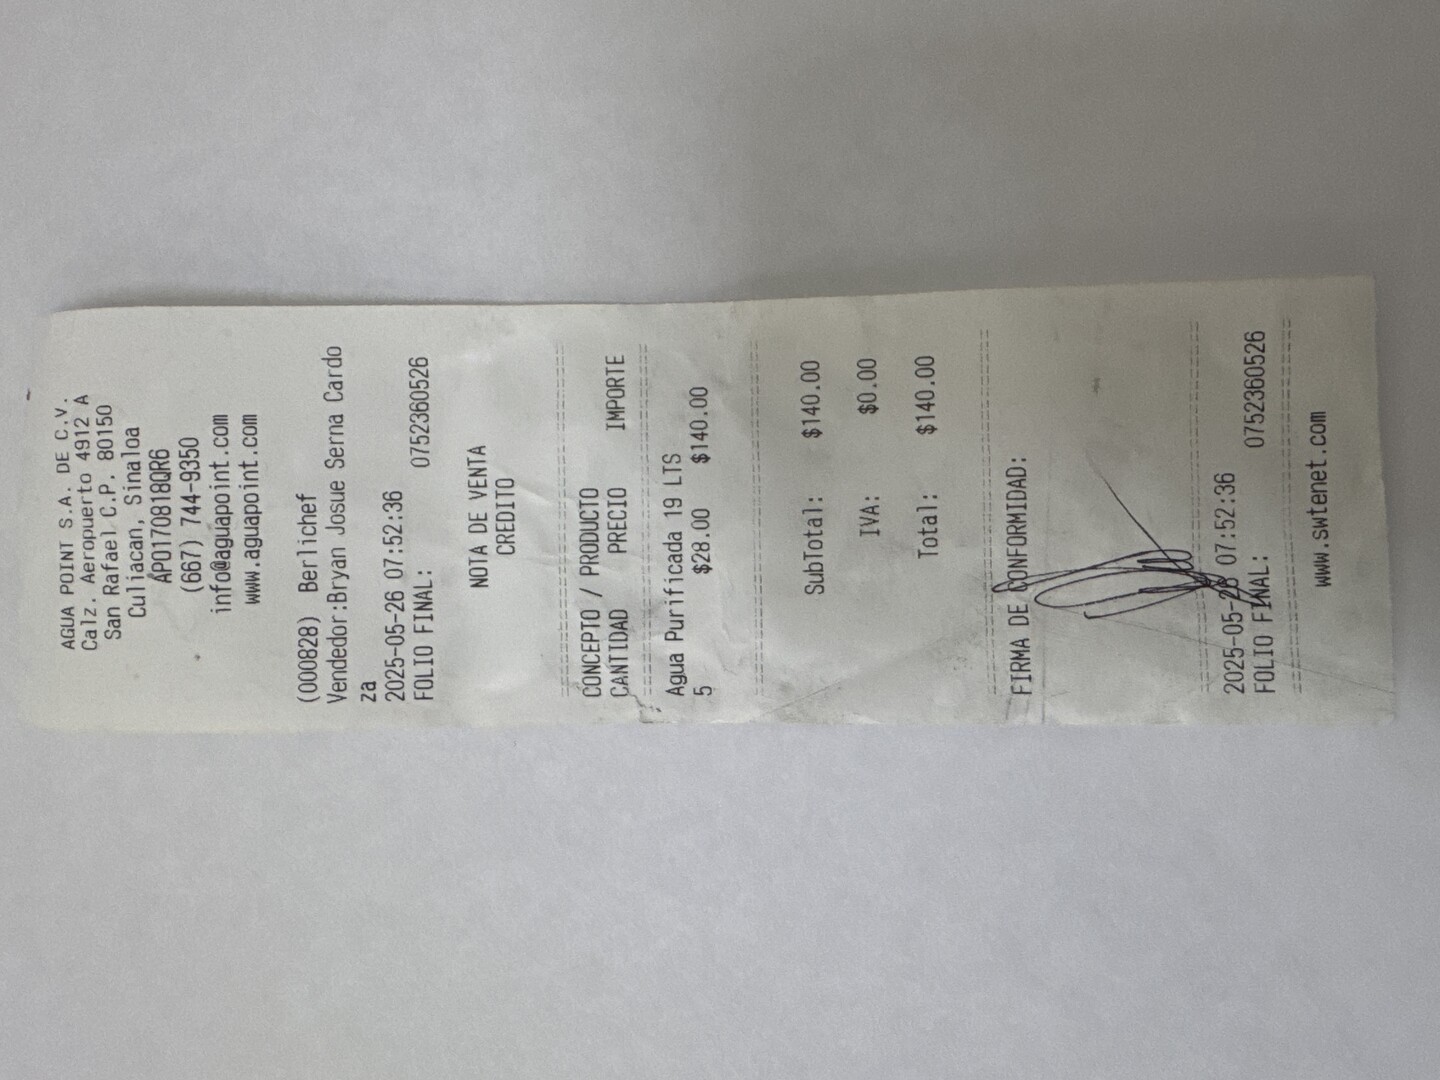 AGUA POINT S.A. DE C.V.
Calz. Aeropuerto 4912 A
San Rafael C.P. 80150
Culiacan, Sinaloa
APO170818QR6
(667) 744-9350
info@aguapoint.com
www.aguapoint.com
(000828) Berlichef
Vendedor:Bryan Josue Serna Cardo
za
2025-05-26 07:52:36
FOLIO FINAL: 0752360526
NOTA DE VENTA
CREDITO
CONCEPTO / PRODUCTO
CANTIDAD PRECIO IMPORTE
Agua Purificada 19 LTS
5 $28.00 $140.00
SubTotal: $140.00
IVA: $0.00
Total: $140.00
FIRMA DE CONFORMIDAD:
2025-05-26 07:52:36
FOLIO FINAL: 0752360526
www.swtenet.com